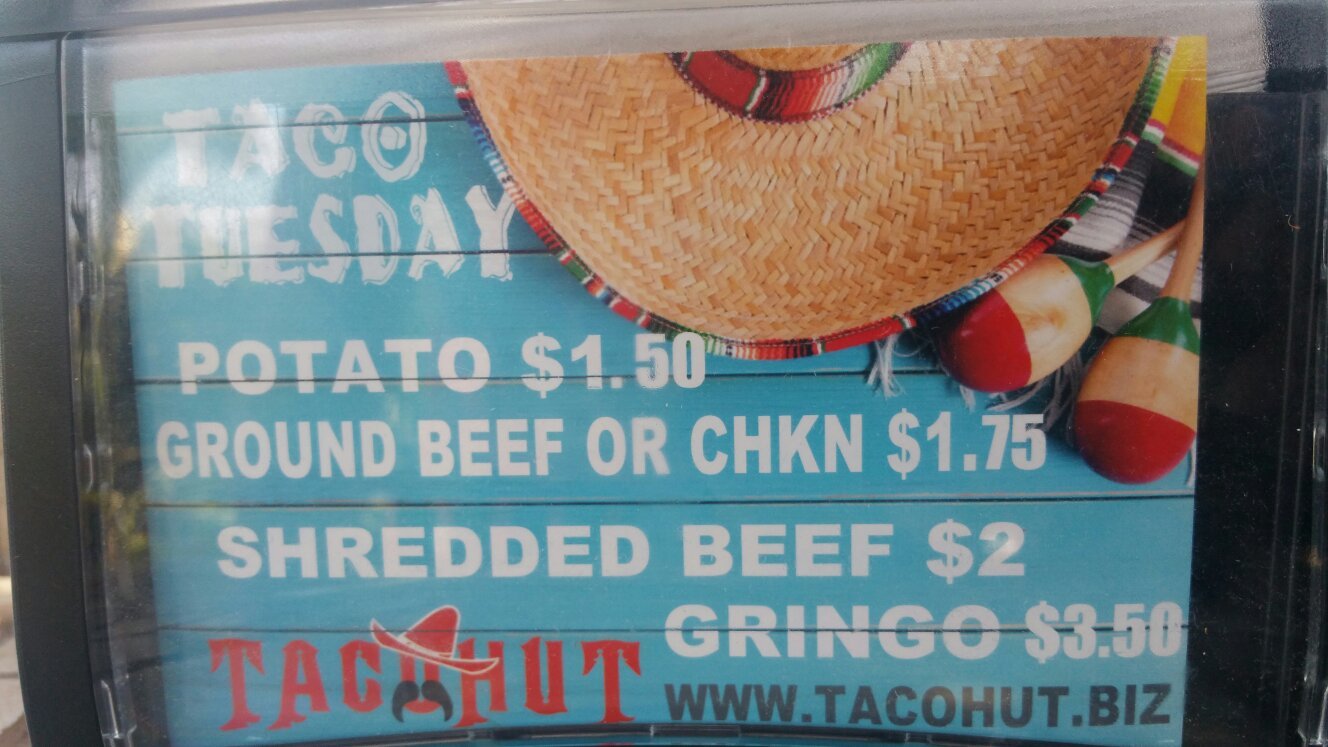 TACO
TUESDAY
POTATO $1.50
GROUND BEEF OR CHKN $1.75
SHREDDED BEEF $2
GRINGO $3.50
TACOHUT
WWW.TACOHUT.BIZ